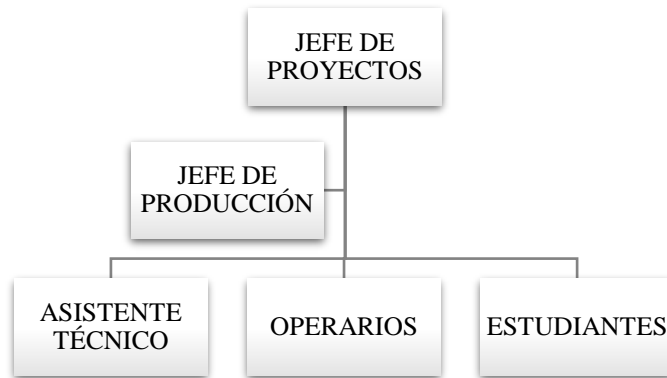 JEFE DE
PROYECTOS
JEFE DE
PRODUCCIÓN
ASISTENTE
TÉCNICO
OPERARIOS
ESTUDIANTES